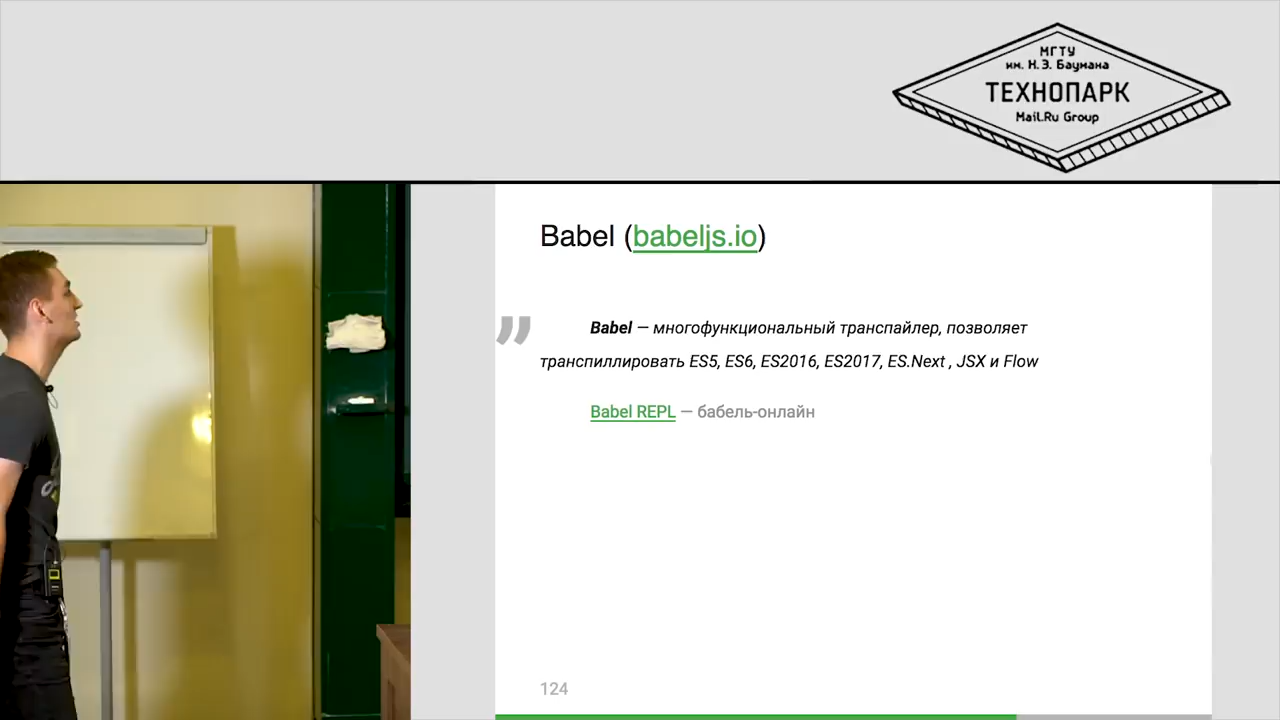 МГТУ
им. Н.Э. Баумана
ТЕХНОПАРК
Mail.Ru Group
Babel (babeljs.io)
Babel — многофункциональный транспайлер, позволяет
транспиллировать ES5, ES6, ES2016, ES2017, ES.Next , JSX и Flow
Babel REPL — бабель-онлайн
124